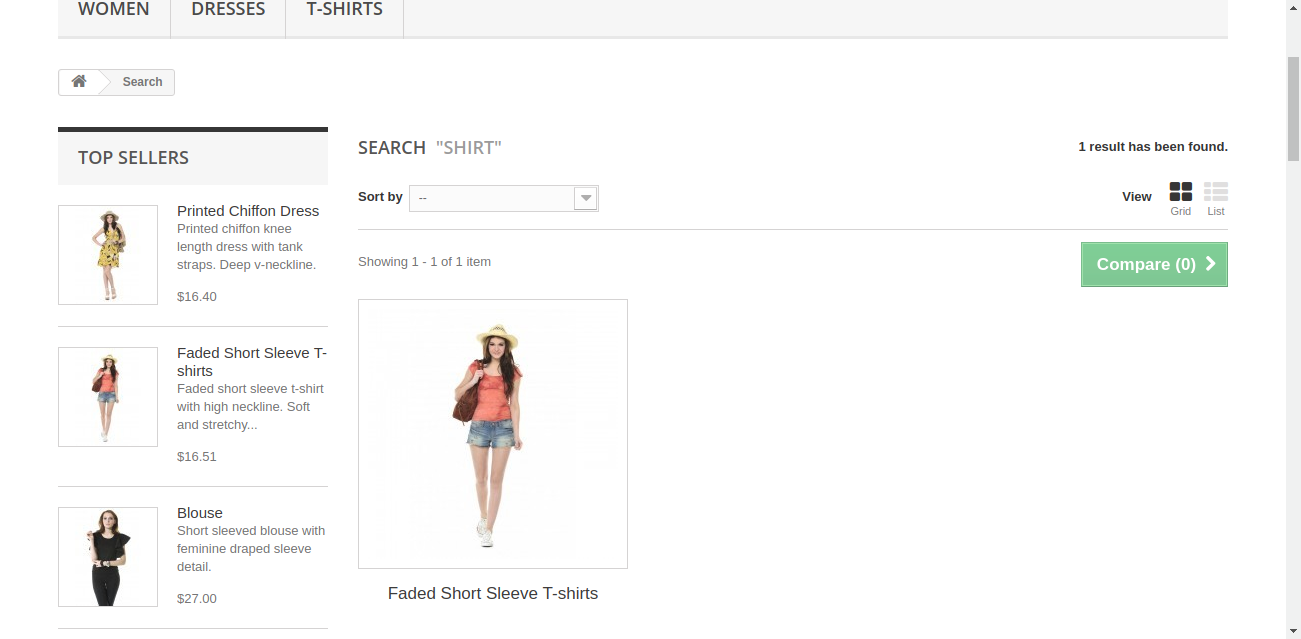 WOMEN
DRESSES
T-SHIRTS
Search
TOP SELLERS
Printed Chiffon Dress
Printed chiffon knee
length dress with tank
straps. Deep v-neckline.
$16.40
Faded Short Sleeve T-
shirts
Faded short sleeve t-shirt
with high neckline. Soft
and stretchy...
$16.51
Blouse
Short sleeved blouse with
feminine draped sleeve
detail.
$27.00
SEARCH "SHIRT"
1 result has been found.
Sort by
--
View
Grid
List
Showing 1 - 1 of 1 item
Compare (0)
Faded Short Sleeve T-shirts